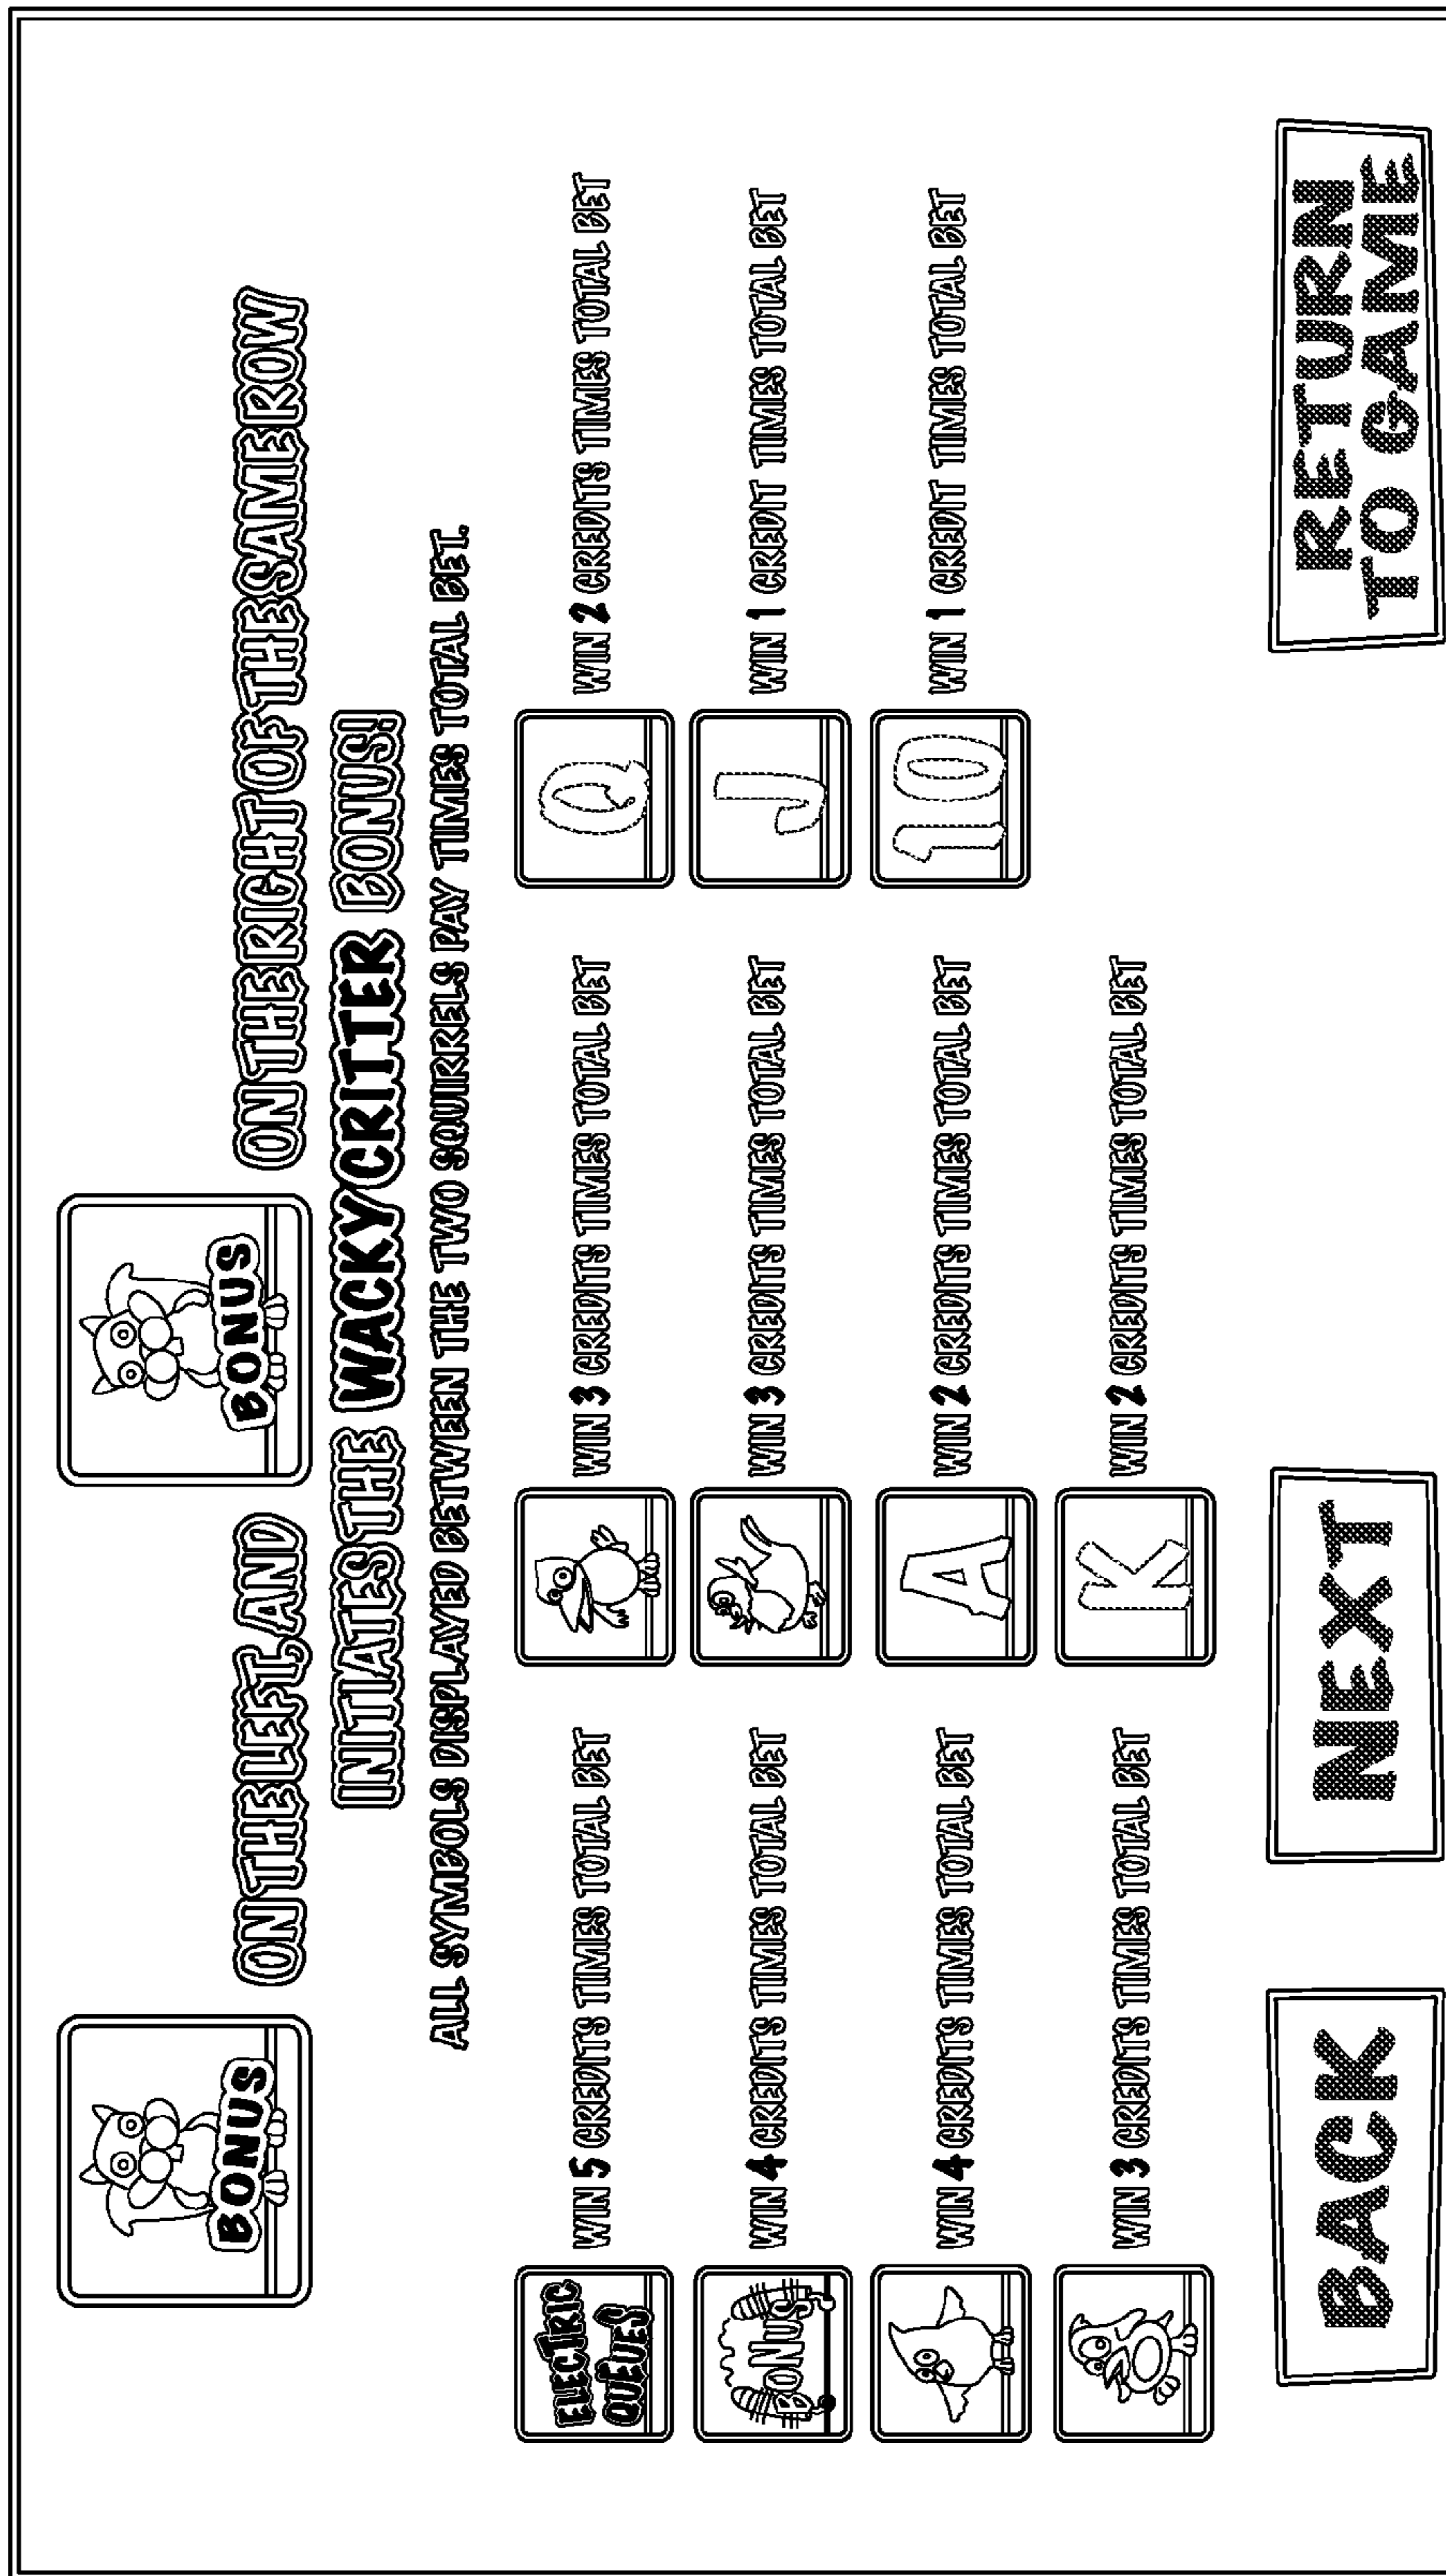 BONUS ON THE LEFT, AND BONUS ON THE RIGHT OF THE SAME ROW
INITIATES THE WACKY CRITTER BONUS!
ALL SYMBOLS DISPLAYED BETWEEN THE TWO SQUIRRELS PAY TIMES TOTAL BET.
ELECTRIC QUEUES WIN 5 CREDITS TIMES TOTAL BET
BONUS WIN 4 CREDITS TIMES TOTAL BET
WIN 4 CREDITS TIMES TOTAL BET
WIN 3 CREDITS TIMES TOTAL BET
WIN 3 CREDITS TIMES TOTAL BET
WIN 3 CREDITS TIMES TOTAL BET
A WIN 2 CREDITS TIMES TOTAL BET
K WIN 2 CREDITS TIMES TOTAL BET
Q WIN 2 CREDITS TIMES TOTAL BET
J WIN 1 CREDIT TIMES TOTAL BET
10 WIN 1 CREDIT TIMES TOTAL BET
BACK
NEXT
RETURN
TO GAME